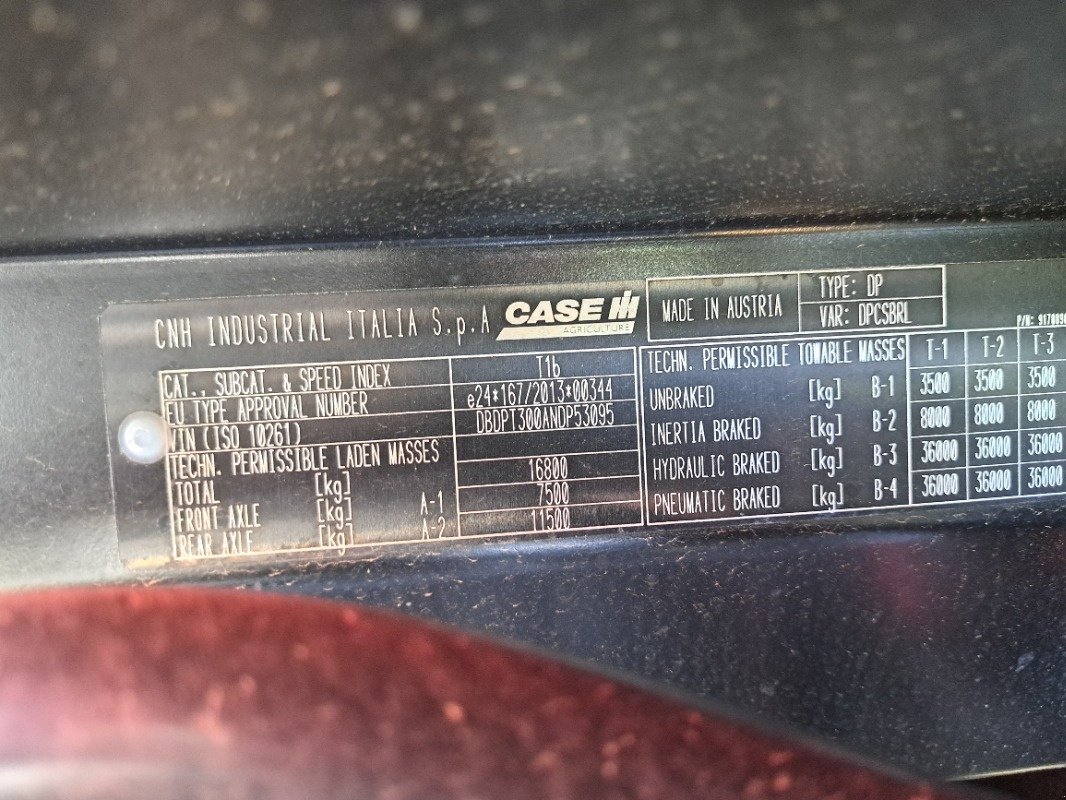 CNH INDUSTRIAL ITALIA S.p.A
CASE IH
AGRICULTURE
MADE IN AUSTRIA
TYPE: DP
VAR: DPCSBRL
CAT., SUBCAT. & SPEED INDEX T1b
EU TYPE APPROVAL NUMBER e24*167/2013*00344
VIN (ISO 10261) DBDPT300ANDP53095
TECHN. PERMISSIBLE LADEN MASSES
TOTAL [kg] 16800
FRONT AXLE [kg] A-1 7500
REAR AXLE [kg] A-2 11500
P/N:
TECHN. PERMISSIBLE TOWABLE MASSES T-1 T-2 T-3
UNBRAKED [kg] B-1 3500 3500 3500
INERTIA BRAKED [kg] B-2 8000 8000 8000
HYDRAULIC BRAKED [kg] B-3 36000 36000 36000
PNEUMATIC BRAKED [kg] B-4 36000 36000 36000